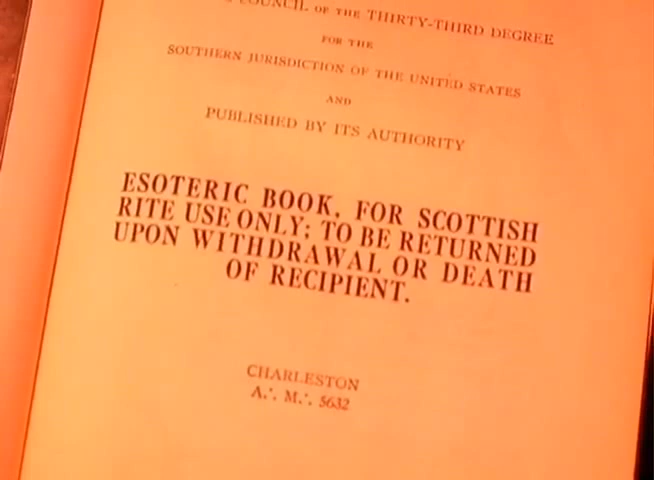 COUNCIL OF THE THIRTY-THIRD DEGREE
FOR THE
SOUTHERN JURISDICTION OF THE UNITED STATES
AND
PUBLISHED BY ITS AUTHORITY
ESOTERIC BOOK, FOR SCOTTISH
RITE USE ONLY; TO BE RETURNED
UPON WITHDRAWAL OR DEATH
OF RECIPIENT.
CHARLESTON
A∴ M∴ 5632